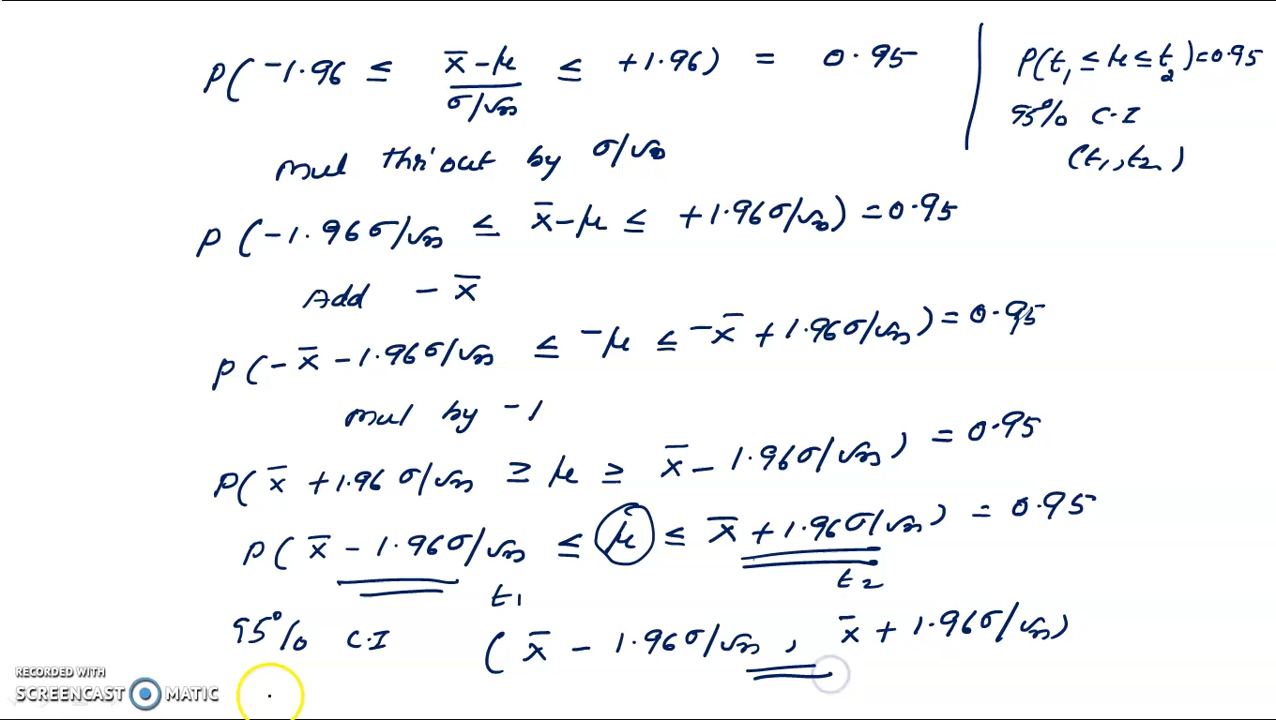 P(-1.96 ≤ (x̄-μ)/(σ/√n) ≤ +1.96) = 0.95
P(t₁ ≤ μ ≤ t₂)=0.95
95% C.I
(t₁, t₂)
Mul thr'out by σ/√n
P(-1.96σ/√n ≤ x̄-μ ≤ +1.96σ/√n) = 0.95
Add - x̄
P(-x̄ -1.96σ/√n ≤ -μ ≤ -x̄ + 1.96σ/√n) = 0.95
Mul by -1
P(x̄ +1.96 σ/√n ≥ μ ≥ x̄ - 1.96σ/√n) = 0.95
P(x̄ - 1.96σ/√n ≤ μ ≤ x̄ + 1.96σ/√n) = 0.95
t₁ t₂
95% C.I (x̄ - 1.96σ/√n, x̄ + 1.96σ/√n)
RECORDED WITH
SCREENCAST MATIC